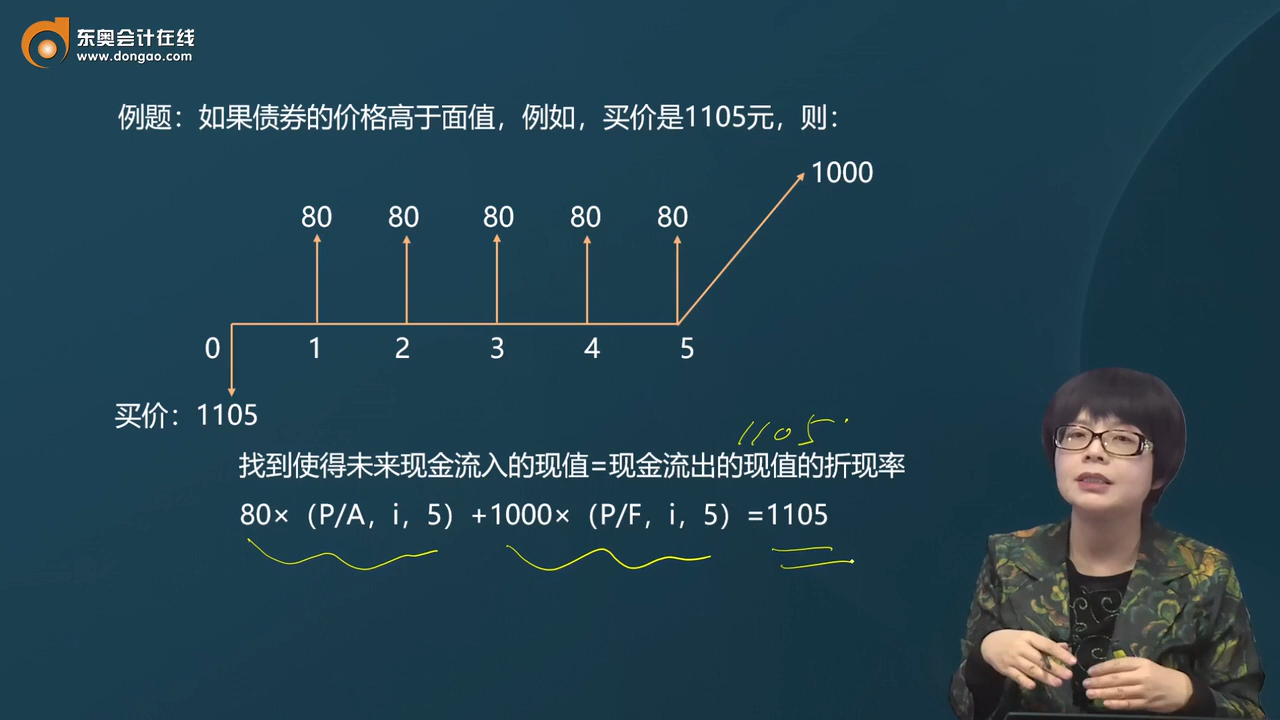 东奥会计在线
www.dongao.com
例题：如果债券的价格高于面值，例如，买价是1105元，则：
1000
80 80 80 80 80
0 1 2 3 4 5
买价：1105
1105
找到使得未来现金流入的现值=现金流出的现值的折现率
80×（P/A，i，5）+1000×（P/F，i，5）=1105